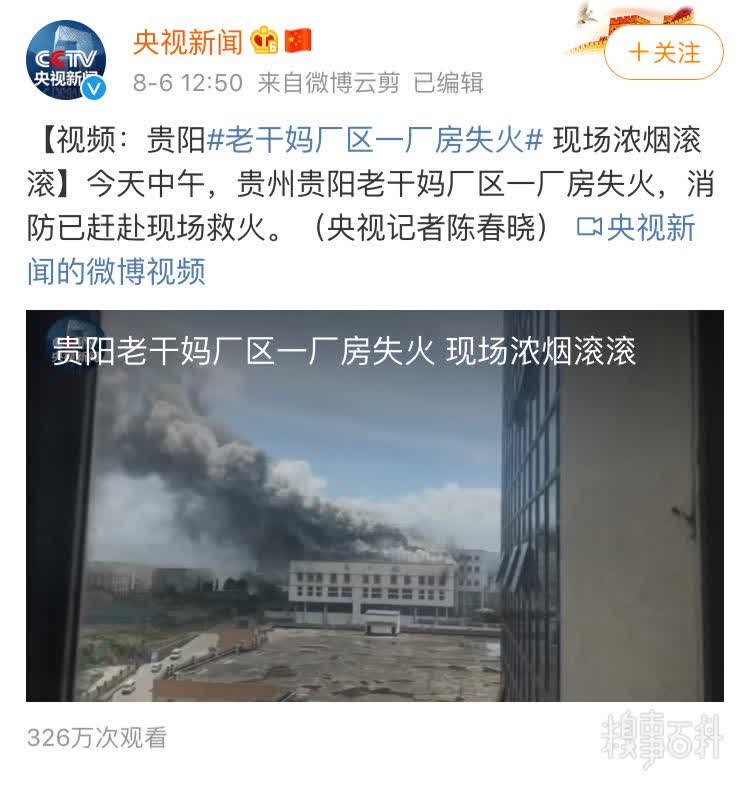 CCTV
央视新闻
央视新闻
+关注
8-6 12:50 来自微博云剪 已编辑
【视频：贵阳#老干妈厂区一厂房失火# 现场浓烟滚
滚】今天中午，贵州贵阳老干妈厂区一厂房失火，消
防已赶赴现场救火。（央视记者陈春晓） 央视新
闻的微博视频
贵阳老干妈厂区一厂房失火 现场浓烟滚滚
326万次观看
糗事百科